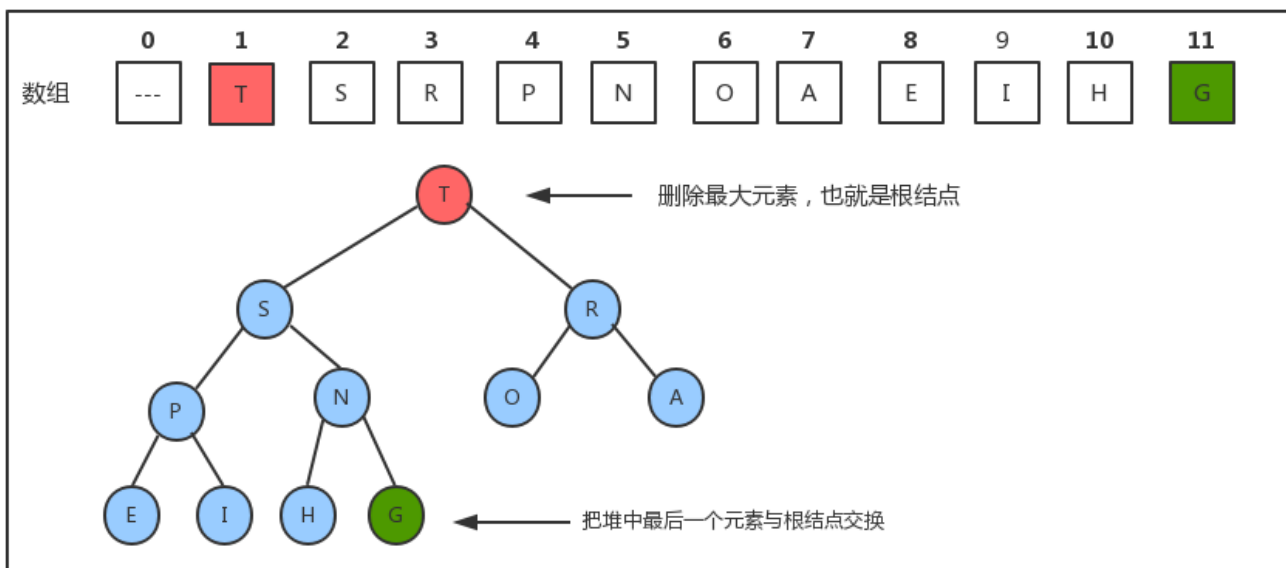 0 1 2 3 4 5 6 7 8 9 10 11
数组 --- T S R P N O A E I H G
T 删除最大元素，也就是根结点
S R
P N O A
E I H G 把堆中最后一个元素与根结点交换